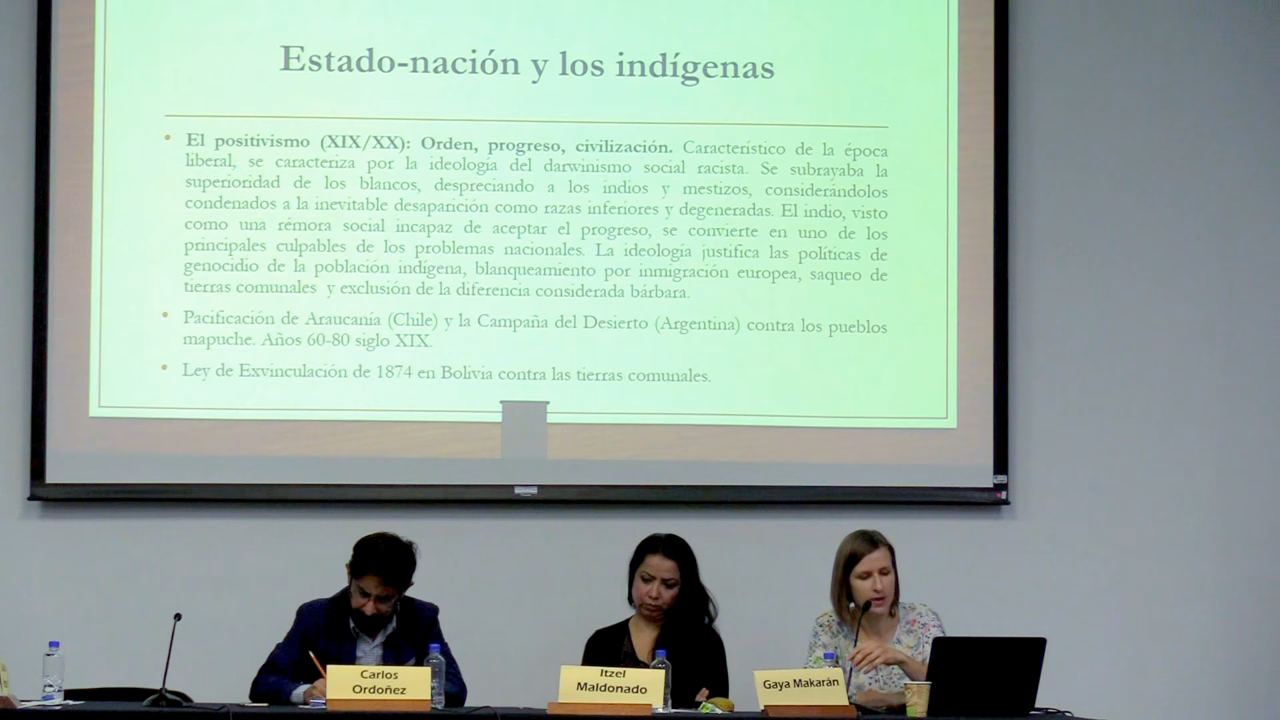 Estado-nación y los indígenas
• El positivismo (XIX/XX): Orden, progreso, civilización. Característico de la época
liberal, se caracteriza por la ideología del darwinismo social racista. Se subrayaba la
superioridad de los blancos, despreciando a los indios y mestizos, considerándolos
condenados a la inevitable desaparición como razas inferiores y degeneradas. El indio, visto
como una rémora social incapaz de aceptar el progreso, se convierte en uno de los
principales culpables de los problemas nacionales. La ideología justifica las políticas de
genocidio de la población indígena, blanqueamiento por inmigración europea, saqueo de
tierras comunales y exclusión de la diferencia considerada bárbara.
• Pacificación de Araucanía (Chile) y la Campaña del Desierto (Argentina) contra los pueblos
mapuche. Años 60-80 siglo XIX.
• Ley de Exvinculación de 1874 en Bolivia contra las tierras comunales.
Carlos
Ordoñez
Itzel
Maldonado
Gaya Makarán